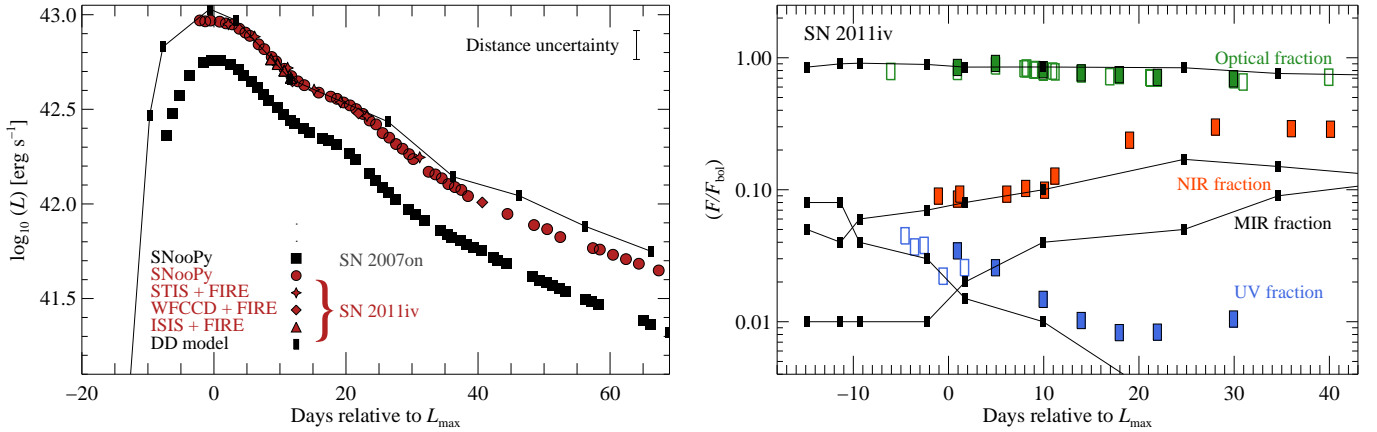 43.0
42.5
42.0
41.5
log₁₀ (L) [erg s⁻¹]
Distance uncertainty
SNooPy
SN 2007on
SNooPy
STIS + FIRE
WFCCD + FIRE
SN 2011iv
ISIS + FIRE
DD model
−20 0 20 40 60
Days relative to Lmax
SN 2011iv
Optical fraction
NIR fraction
MIR fraction
UV fraction
1.00
0.10
0.01
(F/Fbol)
−10 0 10 20 30 40
Days relative to Lmax